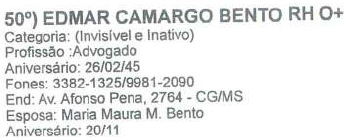 50º) EDMAR CAMARGO BENTO RH O+
Categoria: (Invisível e Inativo)
Profissão :Advogado
Aniversário: 26/02/45
Fones: 3382-1325/9981-2090
End: Av. Afonso Pena, 2764 - CG/MS
Esposa: Maria Maura M. Bento
Aniversário: 20/11